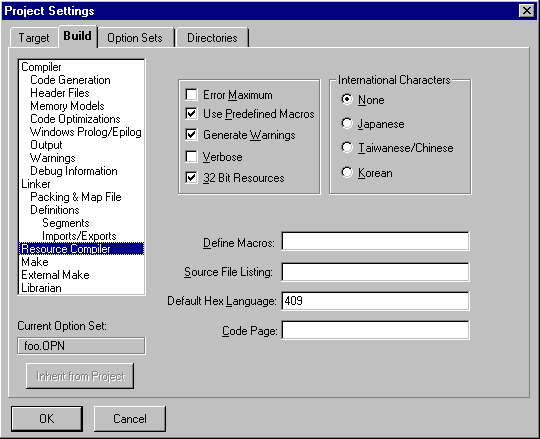 Project Settings
Target
Build
Option Sets
Directories
Compiler
Code Generation
Header Files
Memory Models
Code Optimizations
Windows Prolog/Epilog
Output
Warnings
Debug Information
Linker
Packing & Map File
Definitions
Segments
Imports/Exports
Resource Compiler
Make
External Make
Librarian
Current Option Set:
foo.OPN
Inherit from Project
Error Maximum
Use Predefined Macros
Generate Warnings
Verbose
32 Bit Resources
International Characters
None
Japanese
Taiwanese/Chinese
Korean
Define Macros:
Source File Listing:
Default Hex Language: 409
Code Page:
OK
Cancel